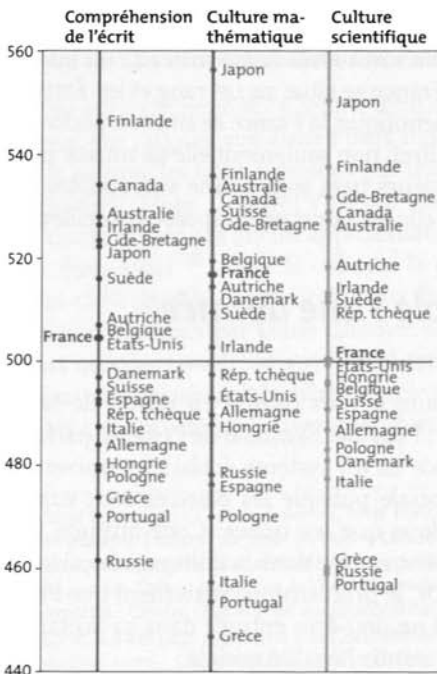 Compréhension
de l'écrit
Culture ma-
thématique
Culture
scientifique
560
540
520
500
480
460
440
Finlande
Canada
Australie
Irlande
Gde-Bretagne
Japon
Suède
Autriche
Belgique
France
États-Unis
Danemark
Suisse
Espagne
Rép. tchèque
Italie
Allemagne
Hongrie
Pologne
Grèce
Portugal
Russie
Japon
Finlande
Australie
Canada
Suisse
Gde-Bretagne
Belgique
France
Autriche
Danemark
Suède
Irlande
Rép. tchèque
États-Unis
Allemagne
Hongrie
Russie
Espagne
Pologne
Italie
Portugal
Grèce
Japon
Finlande
Gde-Bretagne
Canada
Australie
Autriche
Irlande
Suède
Rép. tchèque
France
États-Unis
Hongrie
Belgique
Suisse
Espagne
Allemagne
Pologne
Danemark
Italie
Grèce
Russie
Portugal